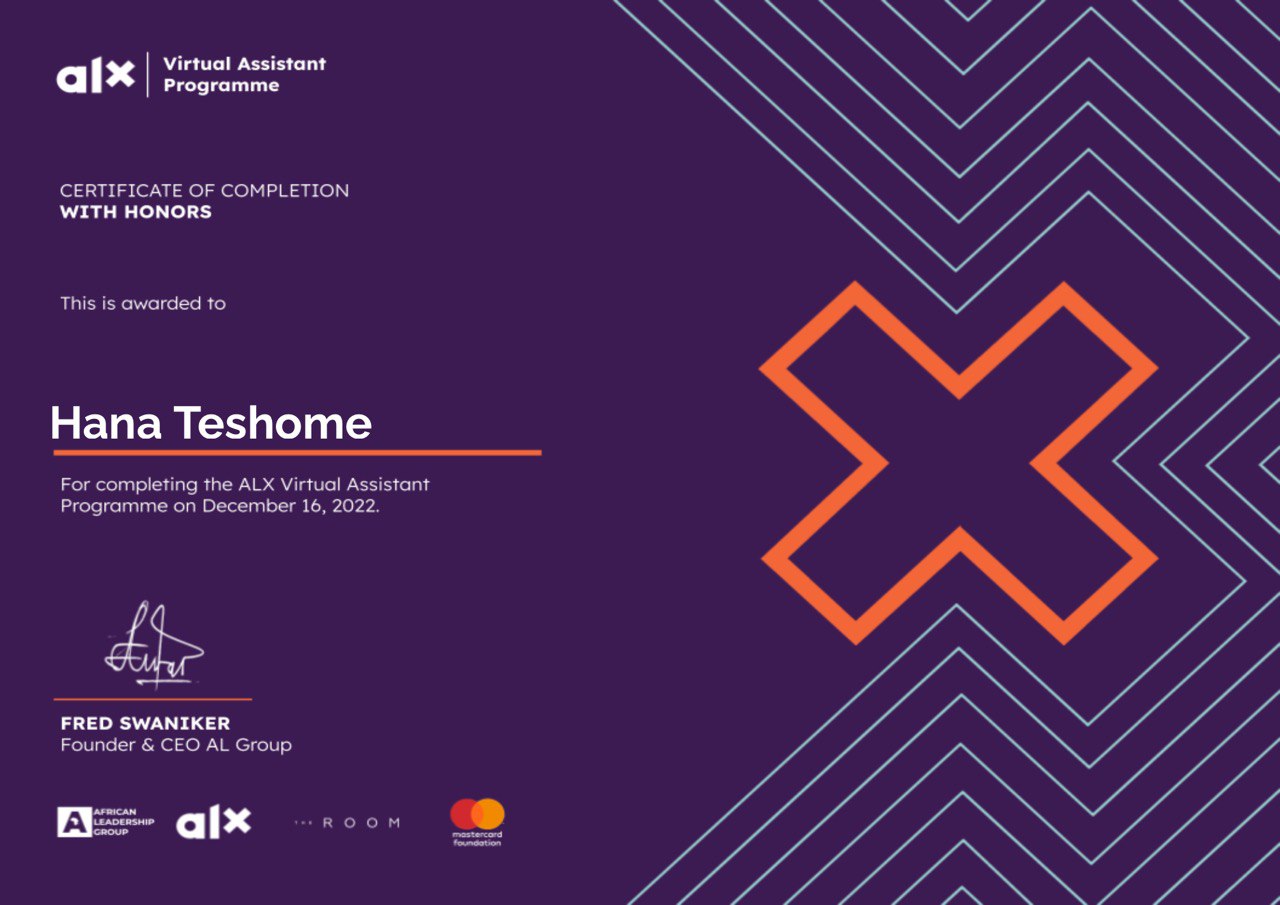 alx
Virtual Assistant
Programme
CERTIFICATE OF COMPLETION
WITH HONORS
This is awarded to
Hana Teshome
For completing the ALX Virtual Assistant
Programme on December 16, 2022.
FRED SWANIKER
Founder & CEO AL Group
AFRICAN
LEADERSHIP
GROUP
alx
THE ROOM
mastercard
foundation